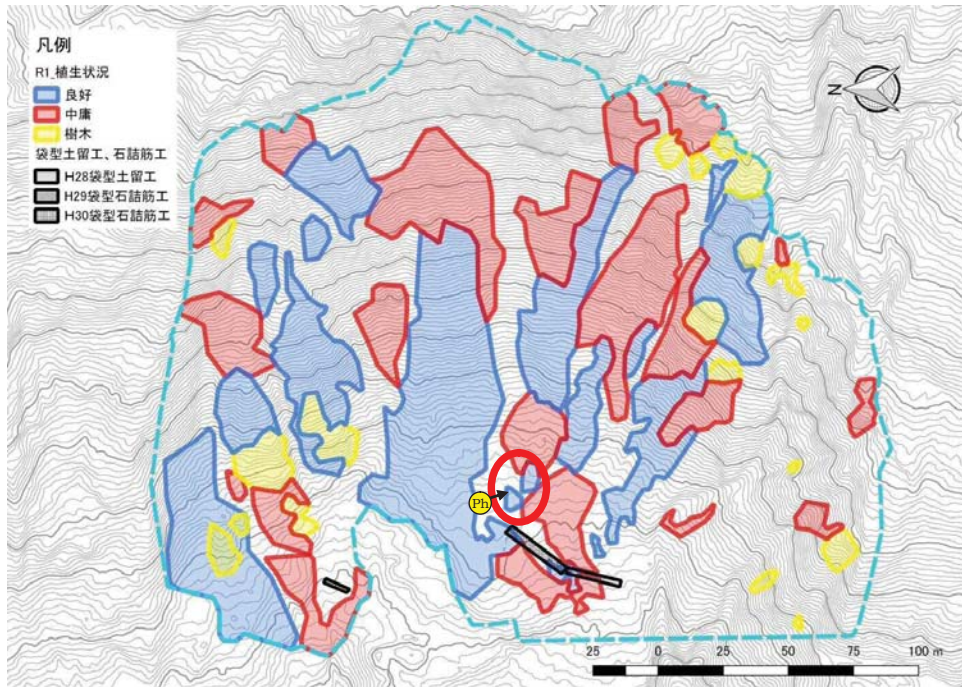 凡例
R1_植生状況
良好
中庸
樹木
袋型土留工、石詰筋工
H28袋型土留工
H29袋型石詰筋工
H30袋型石詰筋工
N
Ph
25 0 25 50 75 100 m